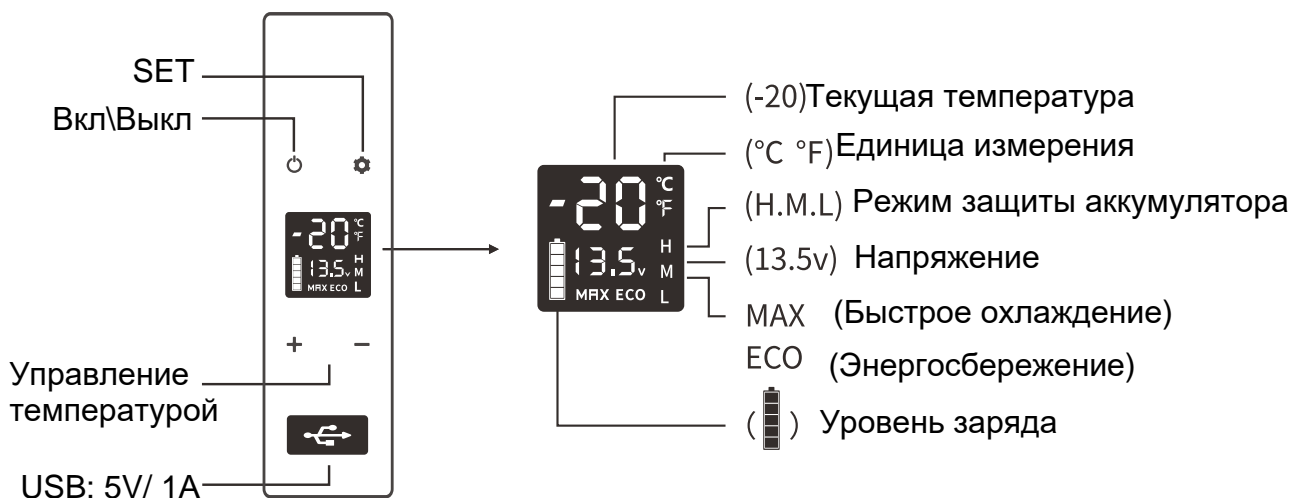 SET
Вкл\Выкл
Управление
температурой
USB: 5V/ 1A
-20 °C °F
13.5v H M L
MAX ECO
-20 °C
°F
H
13.5v M
MAX ECO L
+ −
(-20)Текущая температура
(°C °F)Единица измерения
(H.M.L) Режим защиты аккумулятора
(13.5v) Напряжение
MAX (Быстрое охлаждение)
ECO (Энергосбережение)
( ) Уровень заряда